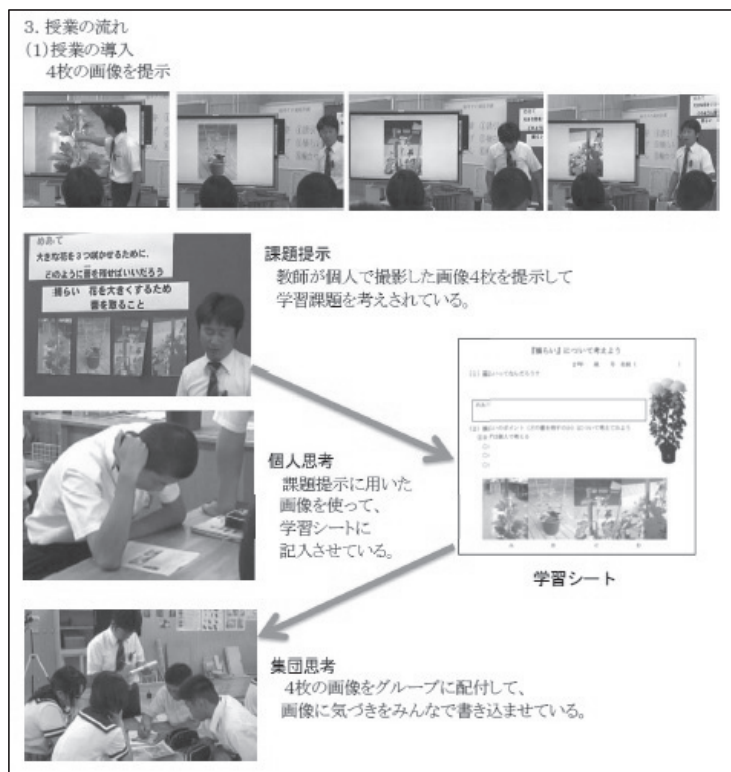 3. 授業の流れ
(1)授業の導入
4枚の画像を提示
めあて
大きな花を3つ咲かせるために、
どのように蕾を残せばいいだろう
摘らい 花を大きくするため
蕾を取ること
課題提示
教師が個人で撮影した画像4枚を提示して
学習課題を考えされている。
『摘らい』について考えよう
めあて
個人思考
課題提示に用いた
画像を使って、
学習シートに
記入させている。
学習シート
集団思考
4枚の画像をグループに配付して、
画像に気づきをみんなで書き込ませている。